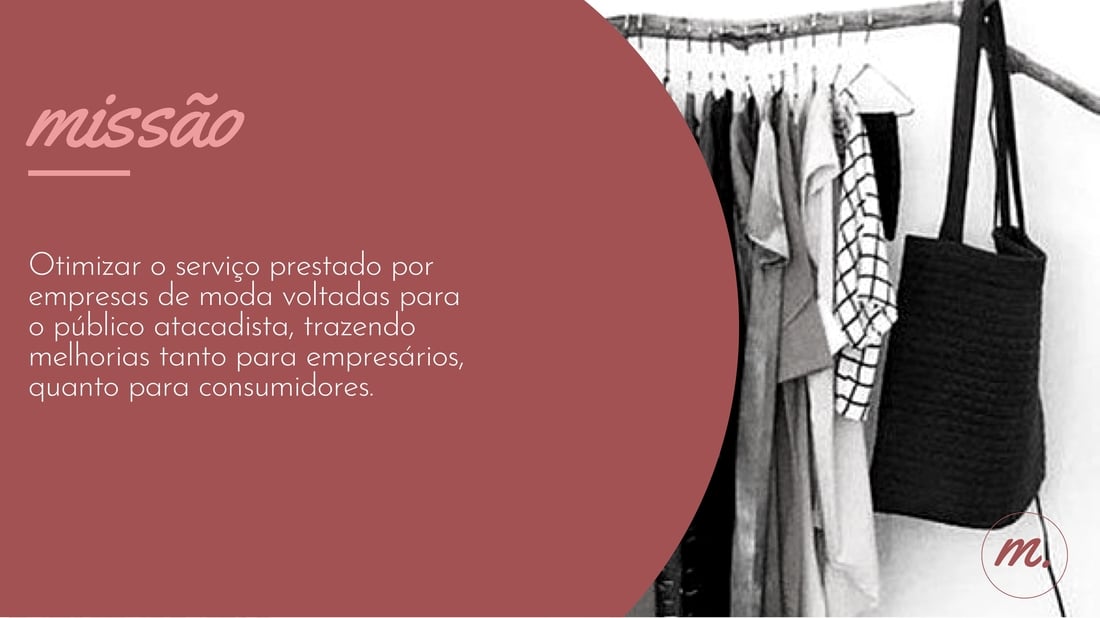 missão
Otimizar o serviço prestado por
empresas de moda voltadas para
o público atacadista, trazendo
melhorias tanto para empresários,
quanto para consumidores.
m.